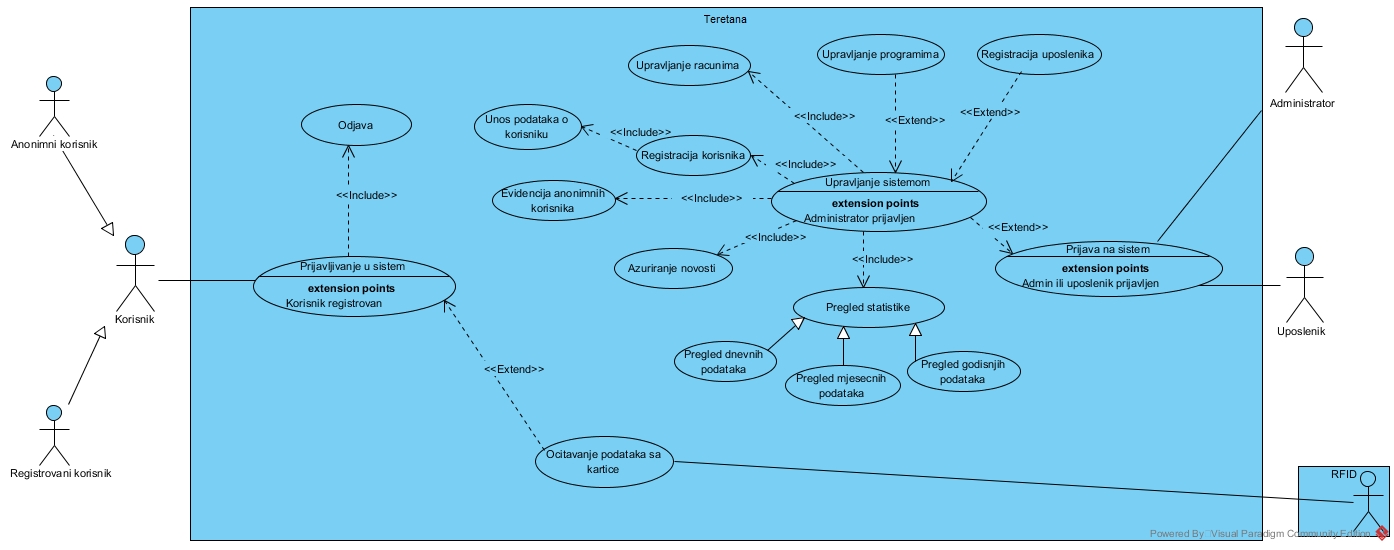 Teretana
Administrator
Upravljanje racunima
Upravljanje programima
Registracija uposlenika
Anonimni korisnik
Odjava
Unos podataka o
korisniku
<<Include>>
Registracija korisnika
<<Include>>
<<Extend>>
<<Extend>>
<<Include>>
<<Include>>
Evidencija anonimnih
korisnika
<<Include>>
Upravljanje sistemom
extension points
Administrator prijavljen
<<Extend>>
<<Include>>
Azuriranje novosti
<<Include>>
Prijava na sistem
extension points
Admin ili uposlenik prijavljen
Prijavljivanje u sistem
extension points
Korisnik registrovan
Korisnik
Uposlenik
Pregled statistike
Pregled dnevnih
podataka
Pregled mjesecnih
podataka
Pregled godisnjih
podataka
<<Extend>>
Ocitavanje podataka sa
kartice
Registrovani korisnik
RFID
Powered By Visual Paradigm Community Edition